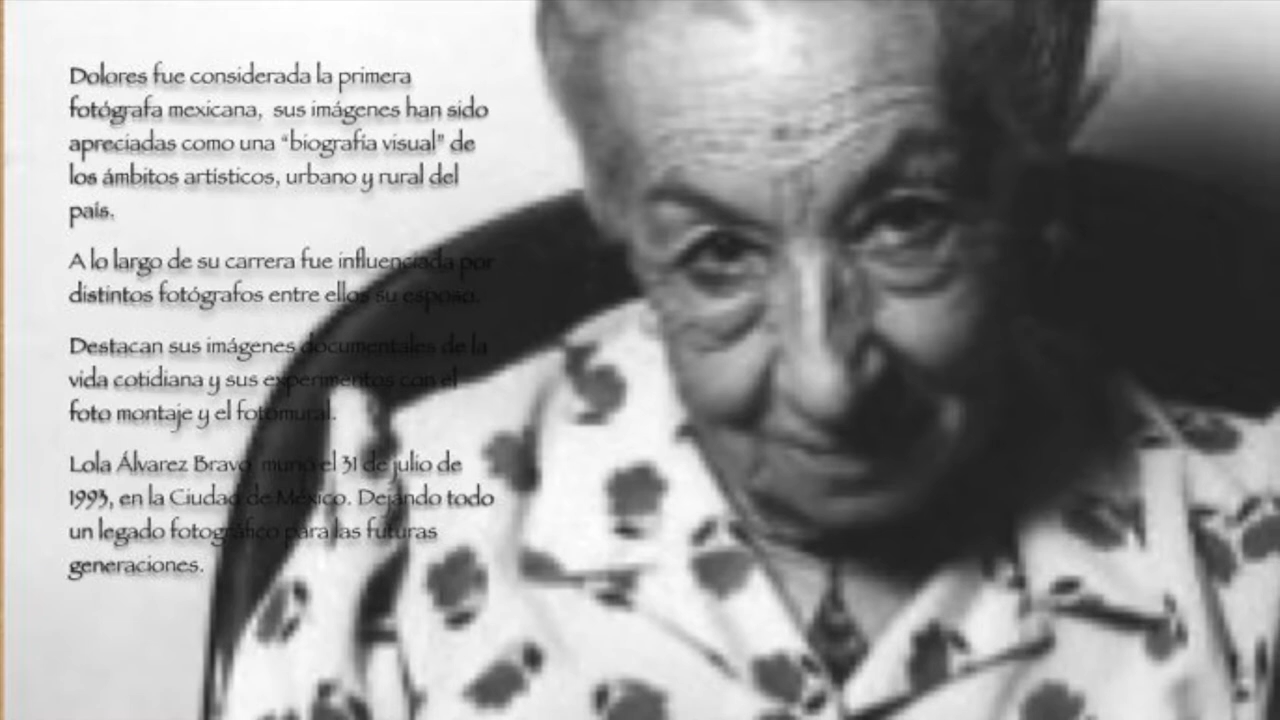 Dolores fue considerada la primera
fotógrafa mexicana, sus imágenes han sido
apreciadas como una "biografía visual" de
los ámbitos artísticos, urbano y rural del
país.
A lo largo de su carrera fue influenciada por
distintos fotógrafos entre ellos su esposo.
Destacan sus imágenes documentales de la
vida cotidiana y sus experimentos con el
foto montaje y el fotomural.
Lola Álvarez Bravo murió el 31 de julio de
1993, en la Ciudad de México. Dejando todo
un legado fotográfico para las futuras
generaciones.